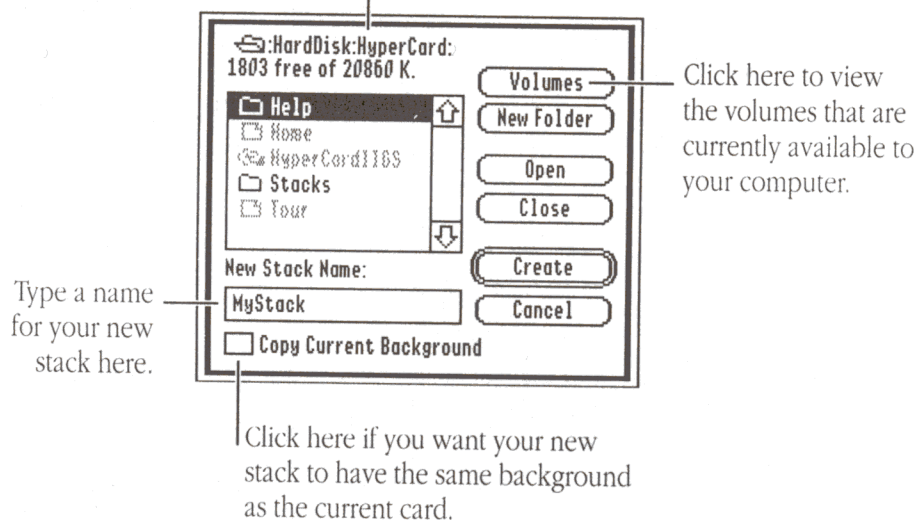 :HardDisk:HyperCard:
1803 free of 20860 K.
Help
Home
HyperCardIIGS
Stacks
Tour
Volumes
New Folder
Open
Close
Create
Cancel
New Stack Name:
MyStack
Copy Current Background
Click here to view
the volumes that are
currently available to
your computer.
Type a name
for your new
stack here.
Click here if you want your new
stack to have the same background
as the current card.